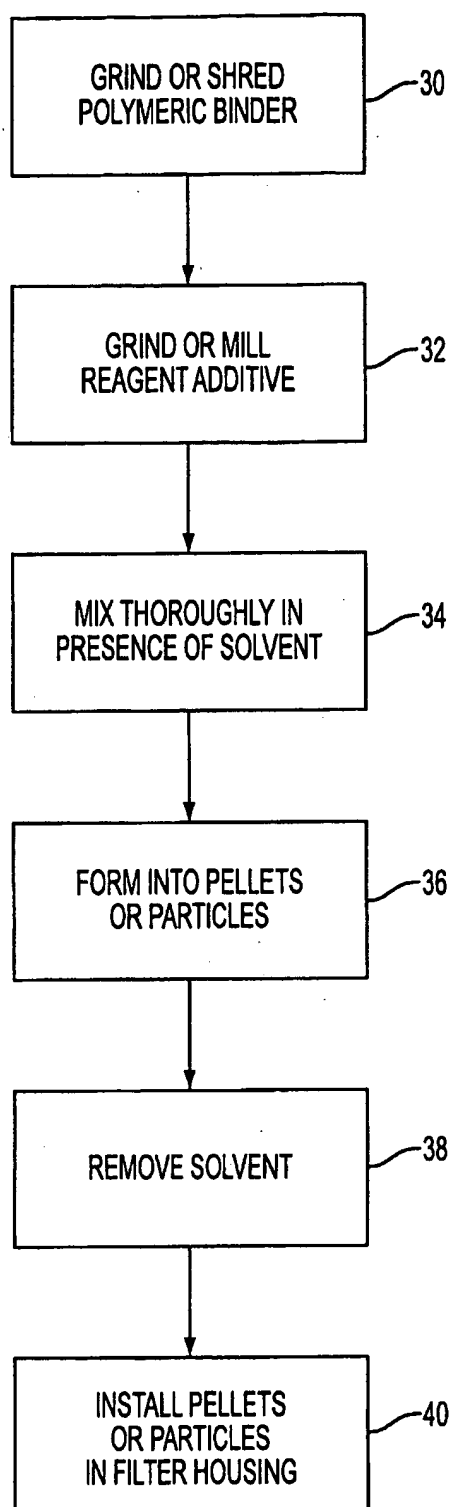 GRIND OR SHRED
POLYMERIC BINDER
30
GRIND OR MILL
REAGENT ADDITIVE
32
MIX THOROUGHLY IN
PRESENCE OF SOLVENT
34
FORM INTO PELLETS
OR PARTICLES
36
REMOVE SOLVENT
38
INSTALL PELLETS
OR PARTICLES
IN FILTER HOUSING
40